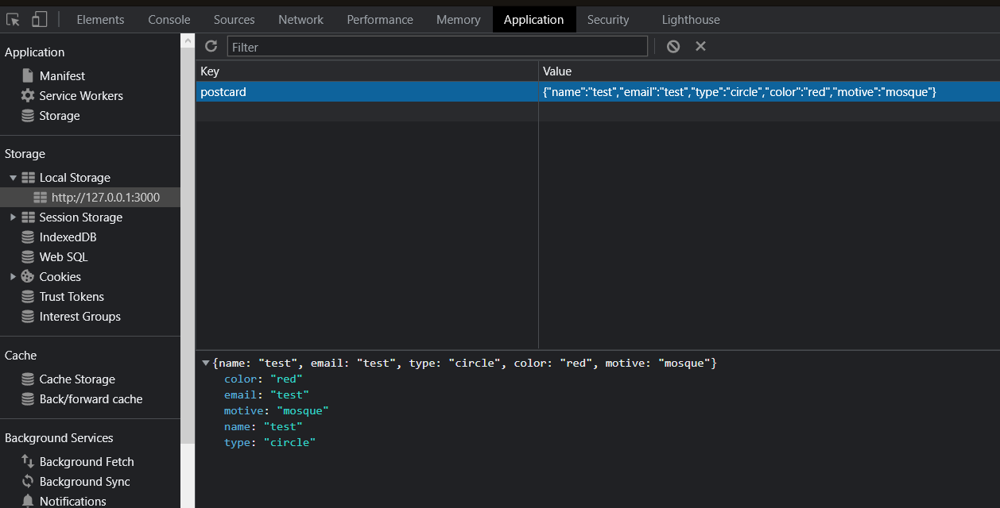 Elements Console Sources Network Performance Memory Application Security Lighthouse
Application
Manifest
Service Workers
Storage
Storage
Local Storage
http://127.0.0.1:3000
Session Storage
IndexedDB
Web SQL
Cookies
Trust Tokens
Interest Groups
Cache
Cache Storage
Back/forward cache
Background Services
Background Fetch
Background Sync
Notifications
Filter
Key Value
postcard {"name":"test","email":"test","type":"circle","color":"red","motive":"mosque"}
{name: "test", email: "test", type: "circle", color: "red", motive: "mosque"}
color: "red"
email: "test"
motive: "mosque"
name: "test"
type: "circle"